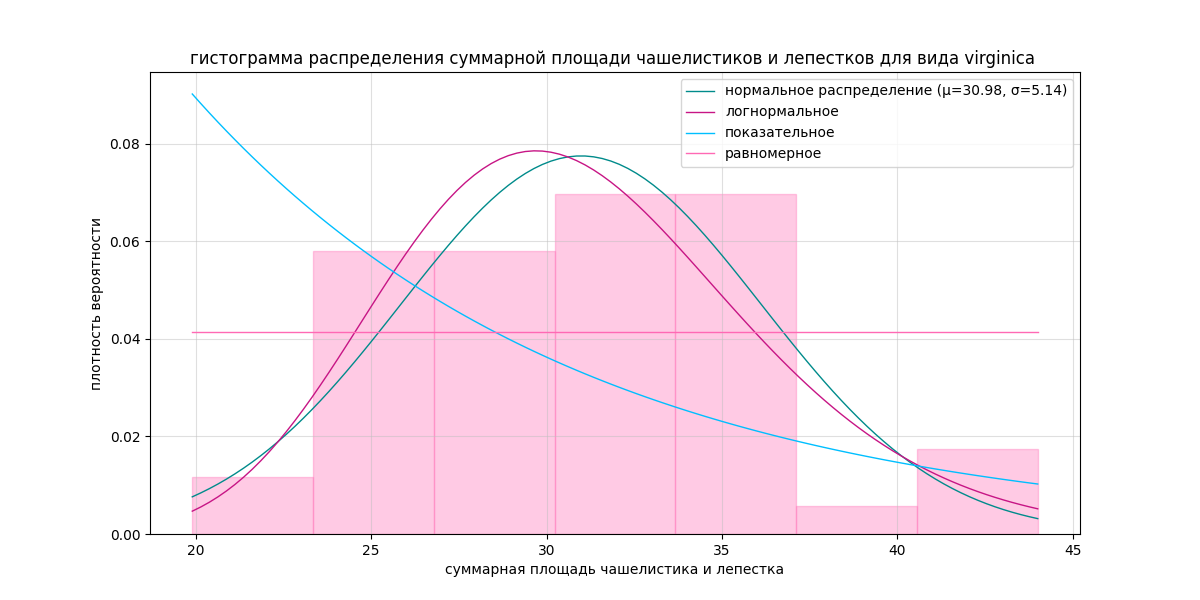 гистограмма распределения суммарной площади чашелистиков и лепестков для вида virginica
нормальное распределение (μ=30.98, σ=5.14)
логнормальное
показательное
равномерное
плотность вероятности
0.08
0.06
0.04
0.02
0.00
20 25 30 35 40 45
суммарная площадь чашелистика и лепестка